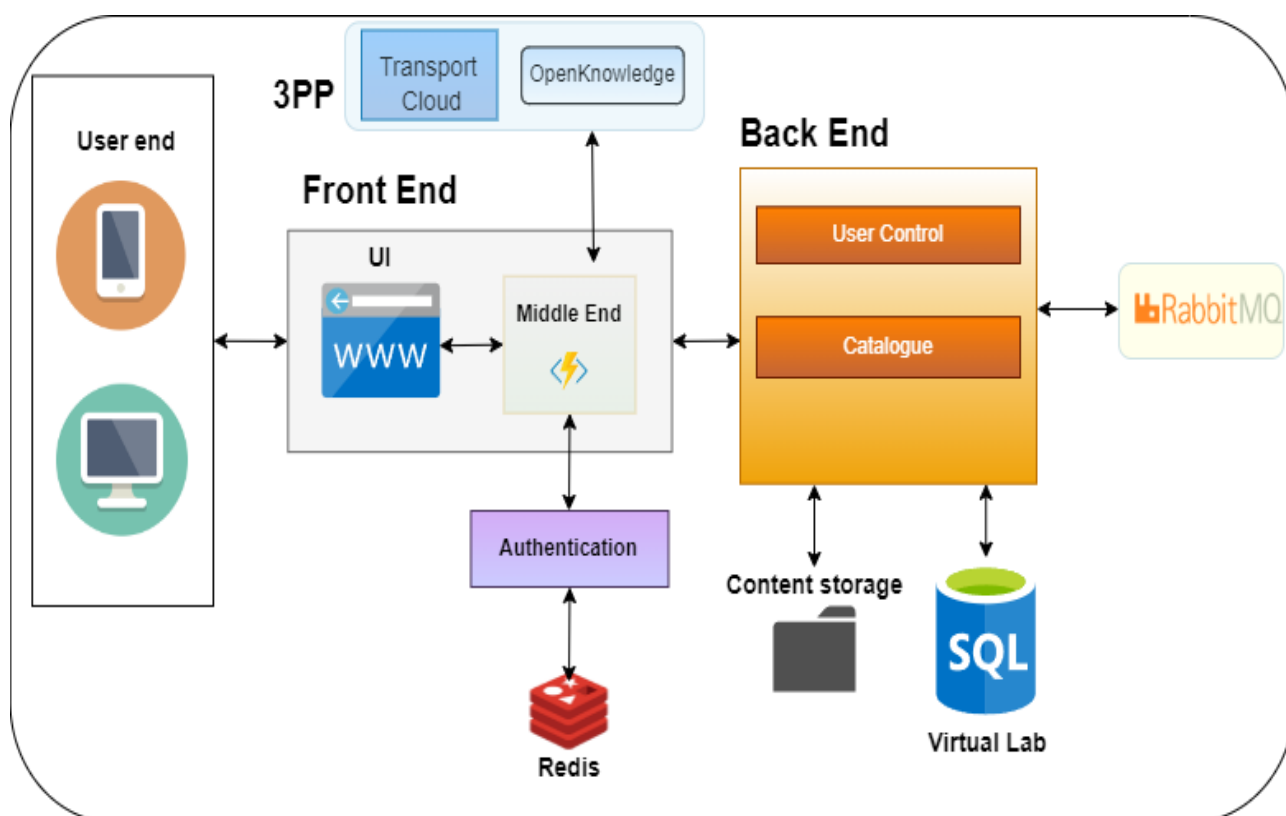 3PP
Transport
Cloud
OpenKnowledge
User end
Front End
UI
WWW
Middle End
Back End
User Control
Catalogue
RabbitMQ
Authentication
Redis
Content storage
SQL
Virtual Lab